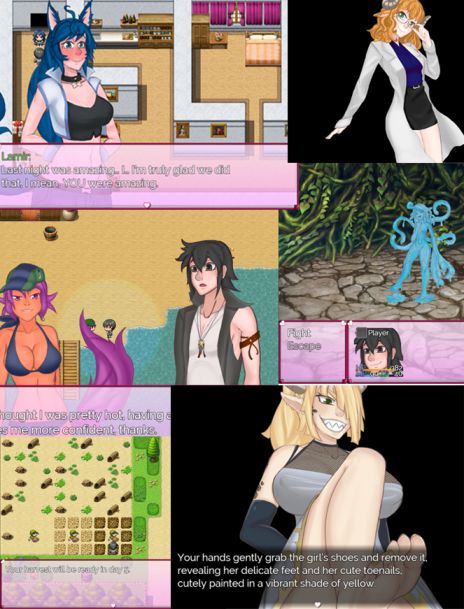 Lamir:
Last night was amazing.. I.. I'm truly glad we did
that, I mean, YOU were amazing.
Fight
Escape
Player
hought I was pretty hot, having a
es me more confident, thanks.
Your harvest will be ready in day 5.
Your hands gently grab the girl's shoes and remove it,
revealing her delicate feet and her cute toenails,
cutely painted in a vibrant shade of yellow.